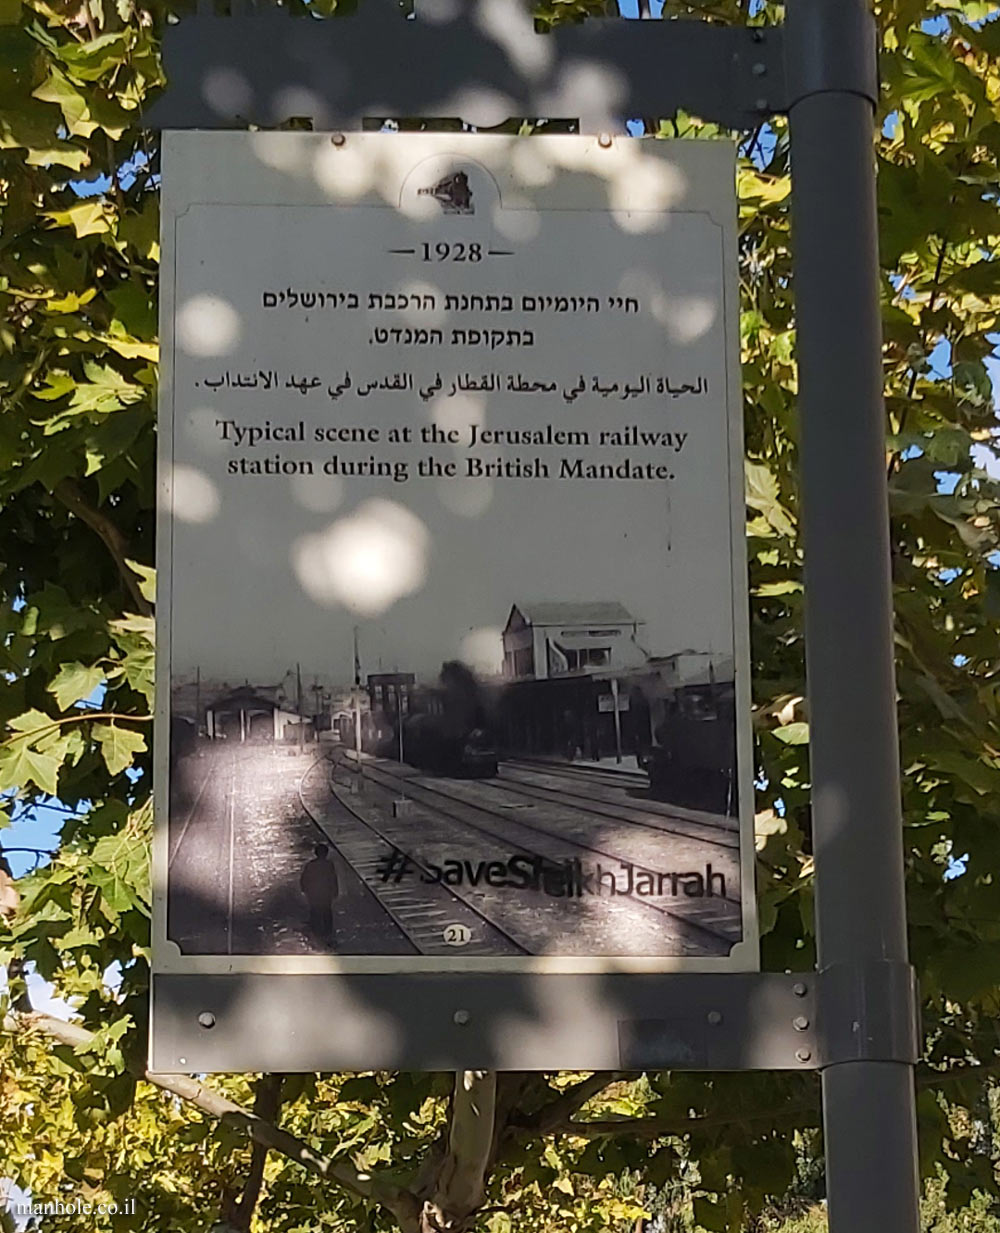 — 1928 —
חיי היומיום בתחנת הרכבת בירושלים
בתקופת המנדט.
الحياة اليومية في محطة القطار في القدس في عهد الانتداب .
Typical scene at the Jerusalem railway
station during the British Mandate.
#SaveSheikhJarrah
21
manhole.co.il